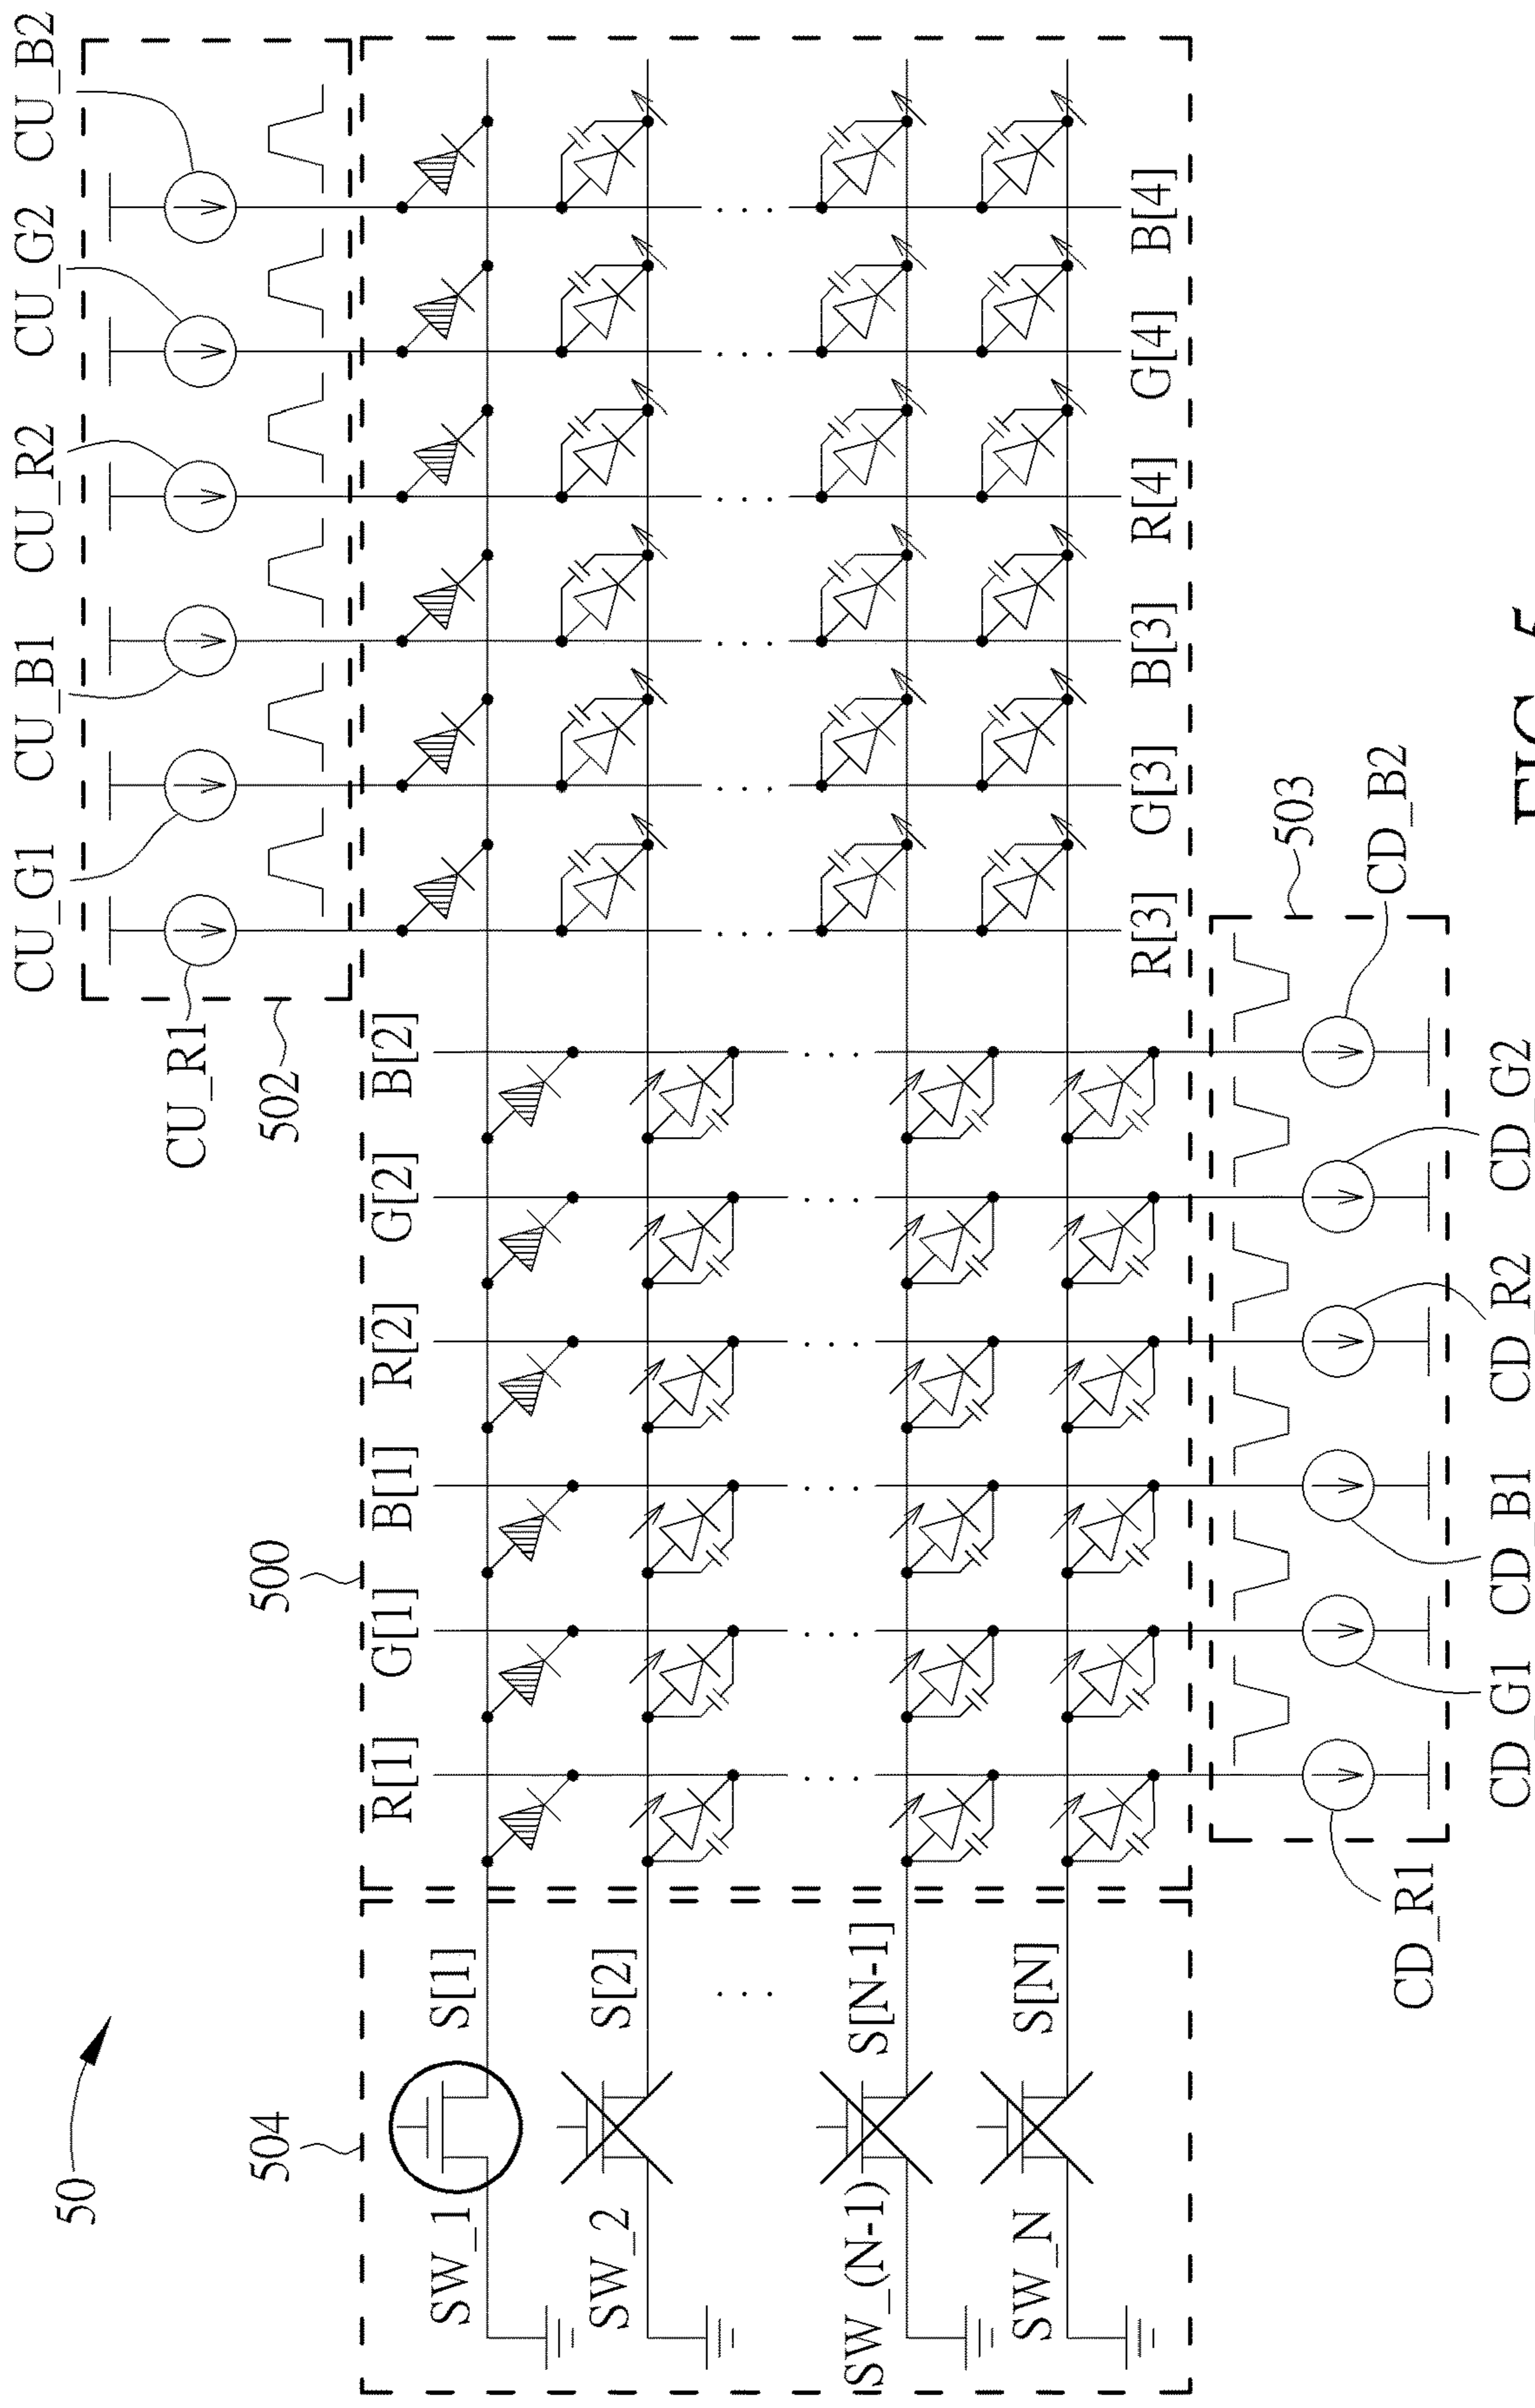 CU_G1 CU_B1 CU_R2 CU_G2 CU_B2
50
CU_R1
504 500 502
R[1] G[1] B[1] R[2] G[2] B[2]
SW_1 S[1]
SW_2 S[2]
. . .
SW_(N-1) S[N-1]
SW_N S[N]
R[3] G[3] B[3] R[4] G[4] B[4]
503
CD_R1 CD_B2
CD_G1 CD_B1 CD_R2 CD_G2